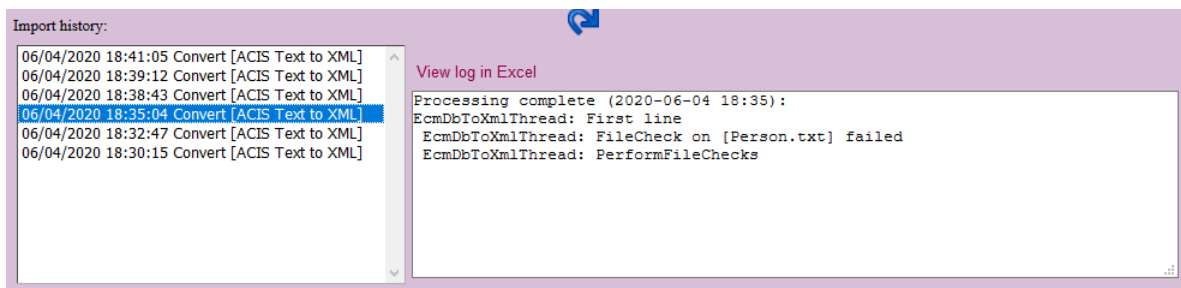 Import history:
06/04/2020 18:41:05 Convert [ACIS Text to XML]
06/04/2020 18:39:12 Convert [ACIS Text to XML]
06/04/2020 18:38:43 Convert [ACIS Text to XML]
06/04/2020 18:35:04 Convert [ACIS Text to XML]
06/04/2020 18:32:47 Convert [ACIS Text to XML]
06/04/2020 18:30:15 Convert [ACIS Text to XML]
View log in Excel
Processing complete (2020-06-04 18:35):
EcmDbToXmlThread: First line
EcmDbToXmlThread: FileCheck on [Person.txt] failed
EcmDbToXmlThread: PerformFileChecks